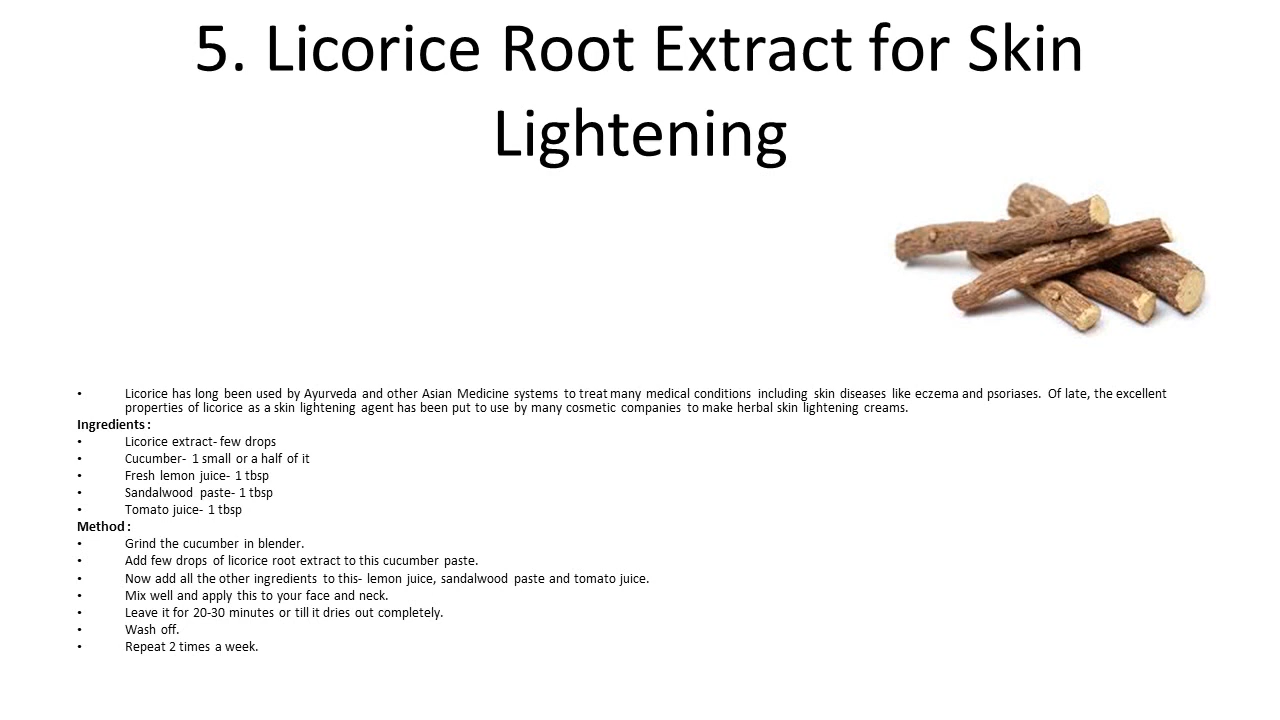 5. Licorice Root Extract for Skin
Lightening
• Licorice has long been used by Ayurveda and other Asian Medicine systems to treat many medical conditions including skin diseases like eczema and psoriases. Of late, the excellent
properties of licorice as a skin lightening agent has been put to use by many cosmetic companies to make herbal skin lightening creams.
Ingredients :
• Licorice extract- few drops
• Cucumber- 1 small or a half of it
• Fresh lemon juice- 1 tbsp
• Sandalwood paste- 1 tbsp
• Tomato juice- 1 tbsp
Method :
• Grind the cucumber in blender.
• Add few drops of licorice root extract to this cucumber paste.
• Now add all the other ingredients to this- lemon juice, sandalwood paste and tomato juice.
• Mix well and apply this to your face and neck.
• Leave it for 20-30 minutes or till it dries out completely.
• Wash off.
• Repeat 2 times a week.